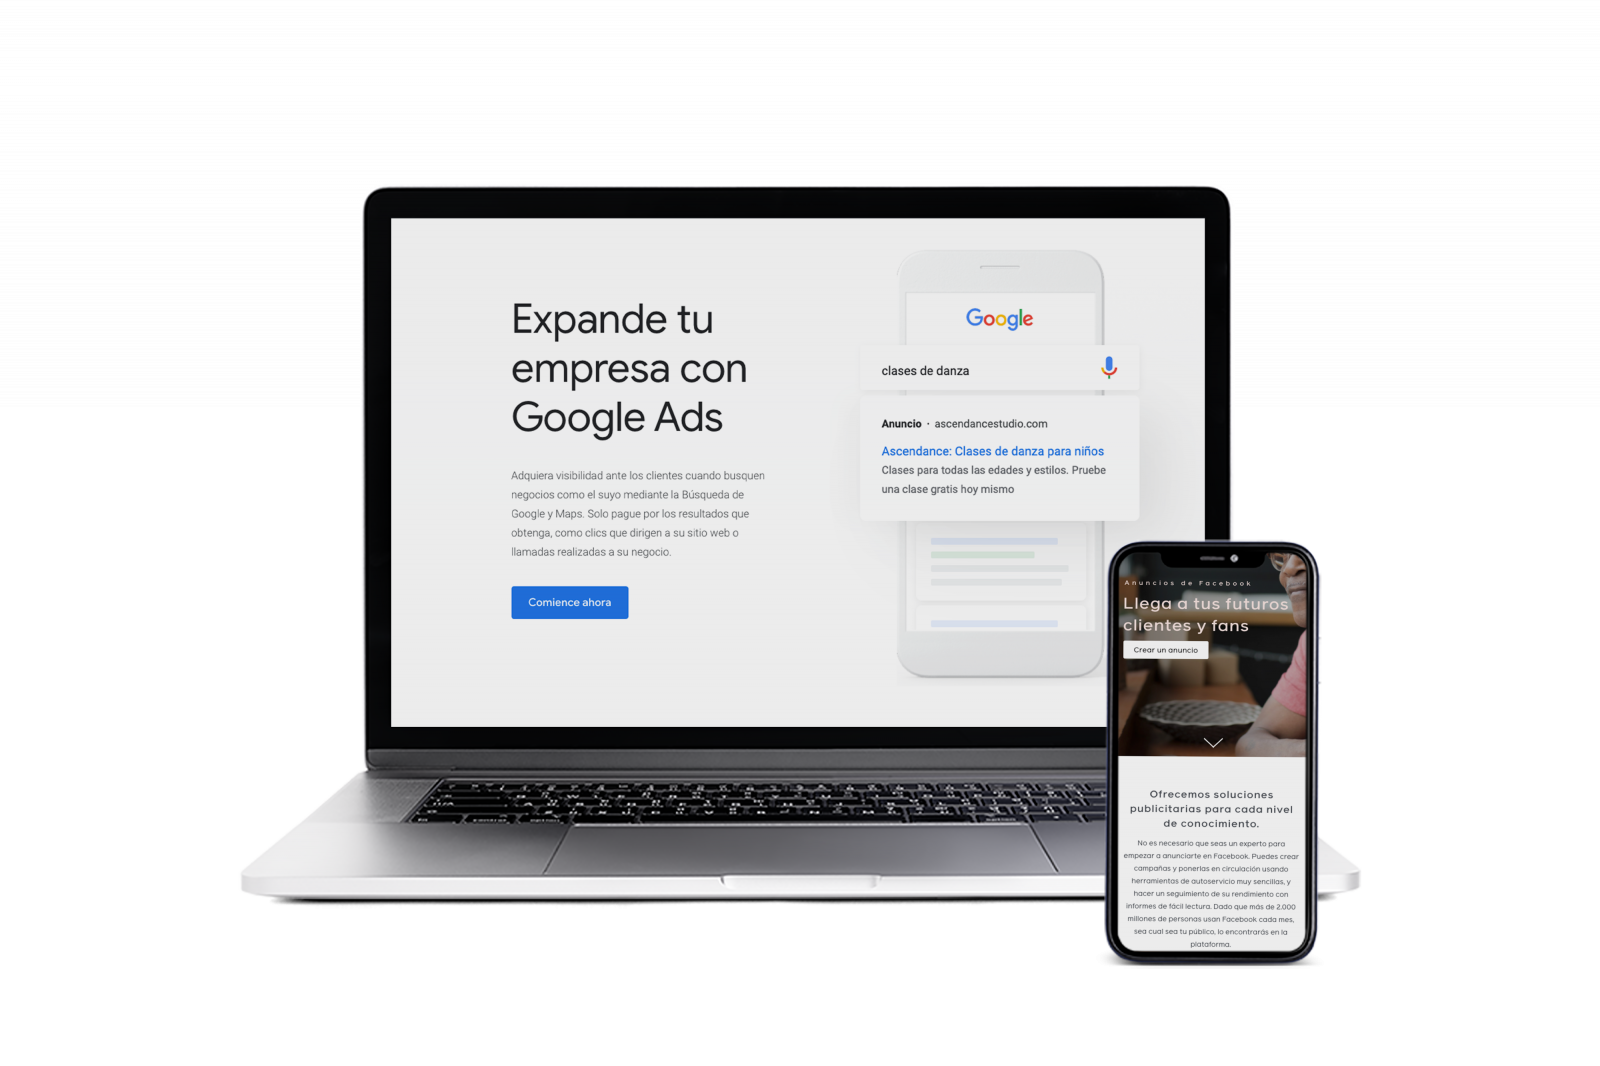 Expande tu
empresa con
Google Ads
Adquiera visibilidad ante los clientes cuando busquen
negocios como el suyo mediante la Búsqueda de
Google y Maps. Solo pague por los resultados que
obtenga, como clics que dirigen a su sitio web o
llamadas realizadas a su negocio.
Comience ahora
Google
clases de danza
Anuncio · ascendancestudio.com
Ascendance: Clases de danza para niños
Clases para todas las edades y estilos. Pruebe
una clase gratis hoy mismo
Anuncios de Facebook
Llega a tus futuros
clientes y fans
Crear un anuncio
Ofrecemos soluciones
publicitarias para cada nivel
de conocimiento.
No es necesario que seas un experto para
empezar a anunciarte en Facebook. Puedes crear
campañas y ponerlas en circulación usando
herramientas de autoservicio muy sencillas, y
hacer un seguimiento de su rendimiento con
informes de fácil lectura. Dado que más de 2.000
millones de personas usan Facebook cada mes,
sea cual sea tu público, lo encontrarás en la
plataforma.